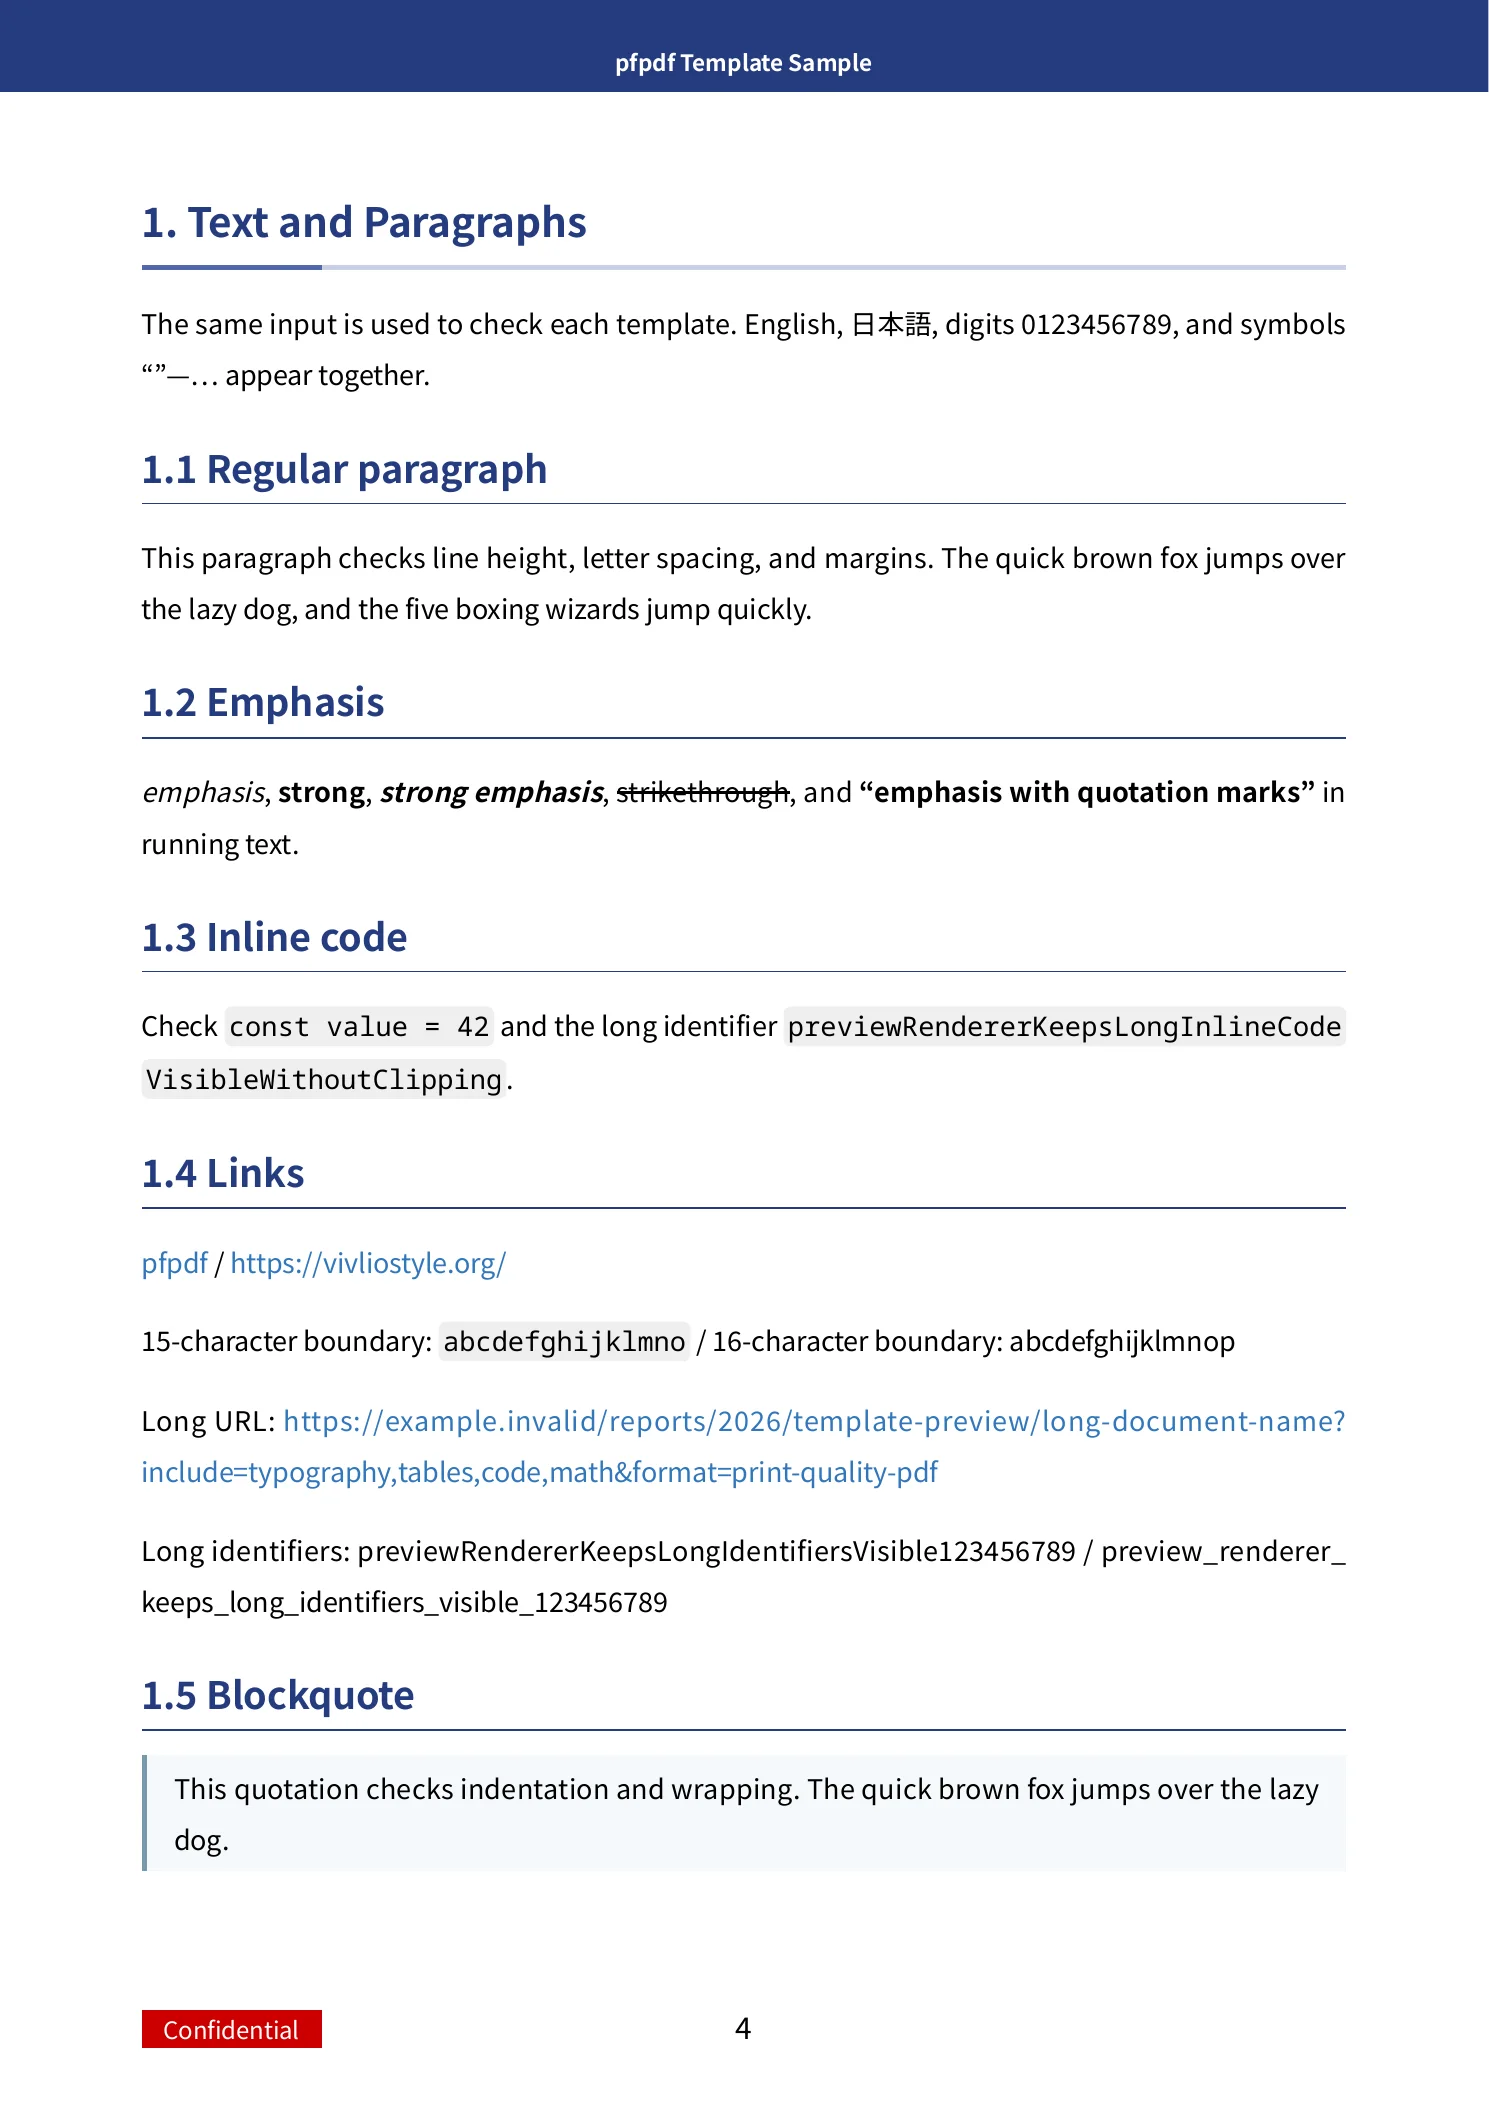 pfpdf Template Sample
1. Text and Paragraphs
The same input is used to check each template. English, 日本語, digits 0123456789, and symbols
“”—… appear together.
1.1 Regular paragraph
This paragraph checks line height, letter spacing, and margins. The quick brown fox jumps over
the lazy dog, and the five boxing wizards jump quickly.
1.2 Emphasis
emphasis, strong, strong emphasis, strikethrough, and “emphasis with quotation marks” in
running text.
1.3 Inline code
Check const value = 42 and the long identifier previewRendererKeepsLongInlineCode
VisibleWithoutClipping.
1.4 Links
pfpdf / https://vivliostyle.org/
15-character boundary: abcdefghijklmno / 16-character boundary: abcdefghijklmnop
Long URL: https://example.invalid/reports/2026/template-preview/long-document-name?
include=typography,tables,code,math&format=print-quality-pdf
Long identifiers: previewRendererKeepsLongIdentifiersVisible123456789 / preview_renderer_
keeps_long_identifiers_visible_123456789
1.5 Blockquote
This quotation checks indentation and wrapping. The quick brown fox jumps over the lazy
dog.
Confidential
4